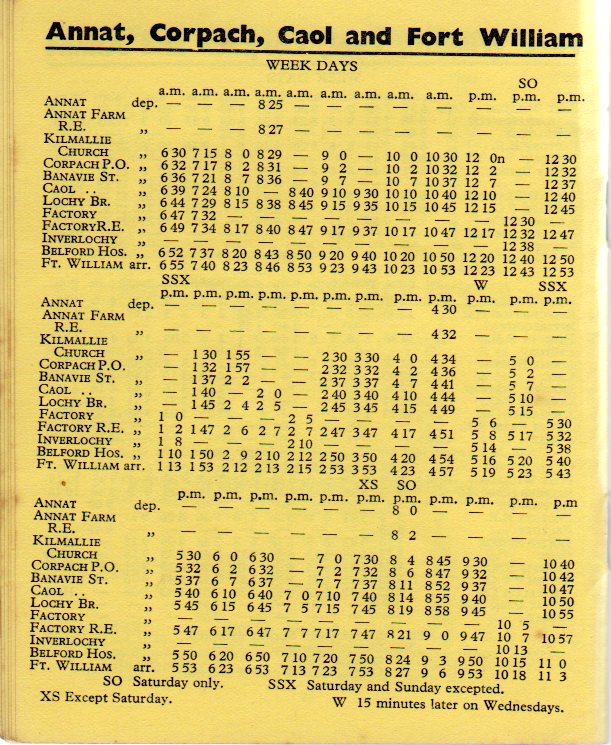 Annat, Corpach, Caol and Fort William
WEEK DAYS
SO
a.m. a.m. a.m. a.m. a.m. a.m. a.m. a.m. a.m. p.m. p.m. p.m.
ANNAT dep. — — — 8 25 — — — — — — — —
ANNAT FARM
R.E. ,, — — — 8 27 — — — — — — — —
KILMALLIE
CHURCH ,, 6 30 7 15 8 0 8 29 — 9 0 — 10 0 10 30 12 0n — 12 30
CORPACH P.O. ,, 6 32 7 17 8 2 8 31 — 9 2 — 10 2 10 32 12 2 — 12 32
BANAVIE ST. ,, 6 36 7 21 8 7 8 36 — 9 7 — 10 7 10 37 12 7 — 12 37
CAOL .. ,, 6 39 7 24 8 10 — 8 40 9 10 9 30 10 10 10 40 12 10 — 12 40
LOCHY BR. ,, 6 44 7 29 8 15 8 38 8 45 9 15 9 35 10 15 10 45 12 15 — 12 45
FACTORY ,, 6 47 7 32 — — — — — — — — 12 30 —
FACTORY R.E. ,, 6 49 7 34 8 17 8 40 8 47 9 17 9 37 10 17 10 47 12 17 12 32 12 47
INVERLOCHY ,, — — — — — — — — — — 12 38 —
BELFORD HOS. ,, 6 52 7 37 8 20 8 43 8 50 9 20 9 40 10 20 10 50 12 20 12 40 12 50
FT. WILLIAM arr. 6 55 7 40 8 23 8 46 8 53 9 23 9 43 10 23 10 53 12 23 12 43 12 53
SSX W SSX
p.m. p.m. p.m. p.m. p.m. p.m. p.m. p.m. p.m. p.m. p.m. p.m.
ANNAT dep. — — — — — — — — 4 30 — — —
ANNAT FARM
R.E. ,, — — — — — — — — 4 32 — — —
KILMALLIE
CHURCH ,, — 1 30 1 55 — — 2 30 3 30 4 0 4 34 — 5 0 —
CORPACH P.O. ,, — 1 32 1 57 — — 2 32 3 32 4 2 4 36 — 5 2 —
BANAVIE ST. ,, — 1 37 2 2 — — 2 37 3 37 4 7 4 41 — 5 7 —
CAOL .. ,, — 1 40 — 2 0 — 2 40 3 40 4 10 4 44 — 5 10 —
LOCHY BR. ,, — 1 45 2 4 2 5 — 2 45 3 45 4 15 4 49 — 5 15 —
FACTORY ,, 1 0 — — — 2 5 — — — — 5 6 — 5 30
FACTORY R.E. ,, 1 2 1 47 2 6 2 7 2 7 2 47 3 47 4 17 4 51 5 8 5 17 5 32
INVERLOCHY ,, 1 8 — — — 2 10 — — — — 5 14 — 5 38
BELFORD HOS. ,, 1 10 1 50 2 9 2 10 2 12 2 50 3 50 4 20 4 54 5 16 5 20 5 40
FT. WILLIAM arr. 1 13 1 53 2 12 2 13 2 15 2 53 3 53 4 23 4 57 5 19 5 23 5 43
XS SO
p.m. p.m. p.m. p.m. p.m. p.m. p.m. p.m. p.m. p.m. p.m
ANNAT dep. — — — — — — 8 0 — — — —
ANNAT FARM
R.E. ,, — — — — — — 8 2 — — — —
KILMALLIE
CHURCH ,, 5 30 6 0 6 30 — 7 0 7 30 8 4 8 45 9 30 — 10 40
CORPACH P.O. ,, 5 32 6 2 6 32 — 7 2 7 32 8 6 8 47 9 32 — 10 42
BANAVIE ST. ,, 5 37 6 7 6 37 — 7 7 7 37 8 11 8 52 9 37 — 10 47
CAOL .. ,, 5 40 6 10 6 40 7 0 7 10 7 40 8 14 8 55 9 40 — 10 50
LOCHY BR. ,, 5 45 6 15 6 45 7 5 7 15 7 45 8 19 8 58 9 45 — 10 55
FACTORY ,, — — — — — — — — — 10 5 —
FACTORY R.E. ,, 5 47 6 17 6 47 7 7 7 17 7 47 8 21 9 0 9 47 10 7 10 57
INVERLOCHY ,, — — — — — — — — — 10 13 —
BELFORD HOS. ,, 5 50 6 20 6 50 7 10 7 20 7 50 8 24 9 3 9 50 10 15 11 0
FT. WILLIAM arr. 5 53 6 23 6 53 7 13 7 23 7 53 8 27 9 6 9 53 10 18 11 3
SO Saturday only. SSX Saturday and Sunday excepted.
XS Except Saturday. W 15 minutes later on Wednesdays.